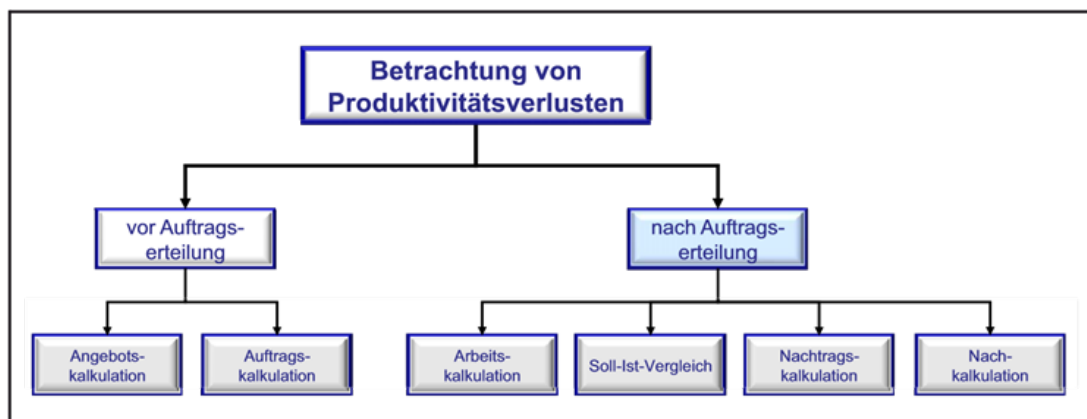 Betrachtung von
Produktivitätsverlusten
vor Auftrags-
erteilung
nach Auftrags-
erteilung
Angebots-
kalkulation
Auftrags-
kalkulation
Arbeits-
kalkulation
Soll-Ist-Vergleich
Nachtrags-
kalkulation
Nach-
kalkulation